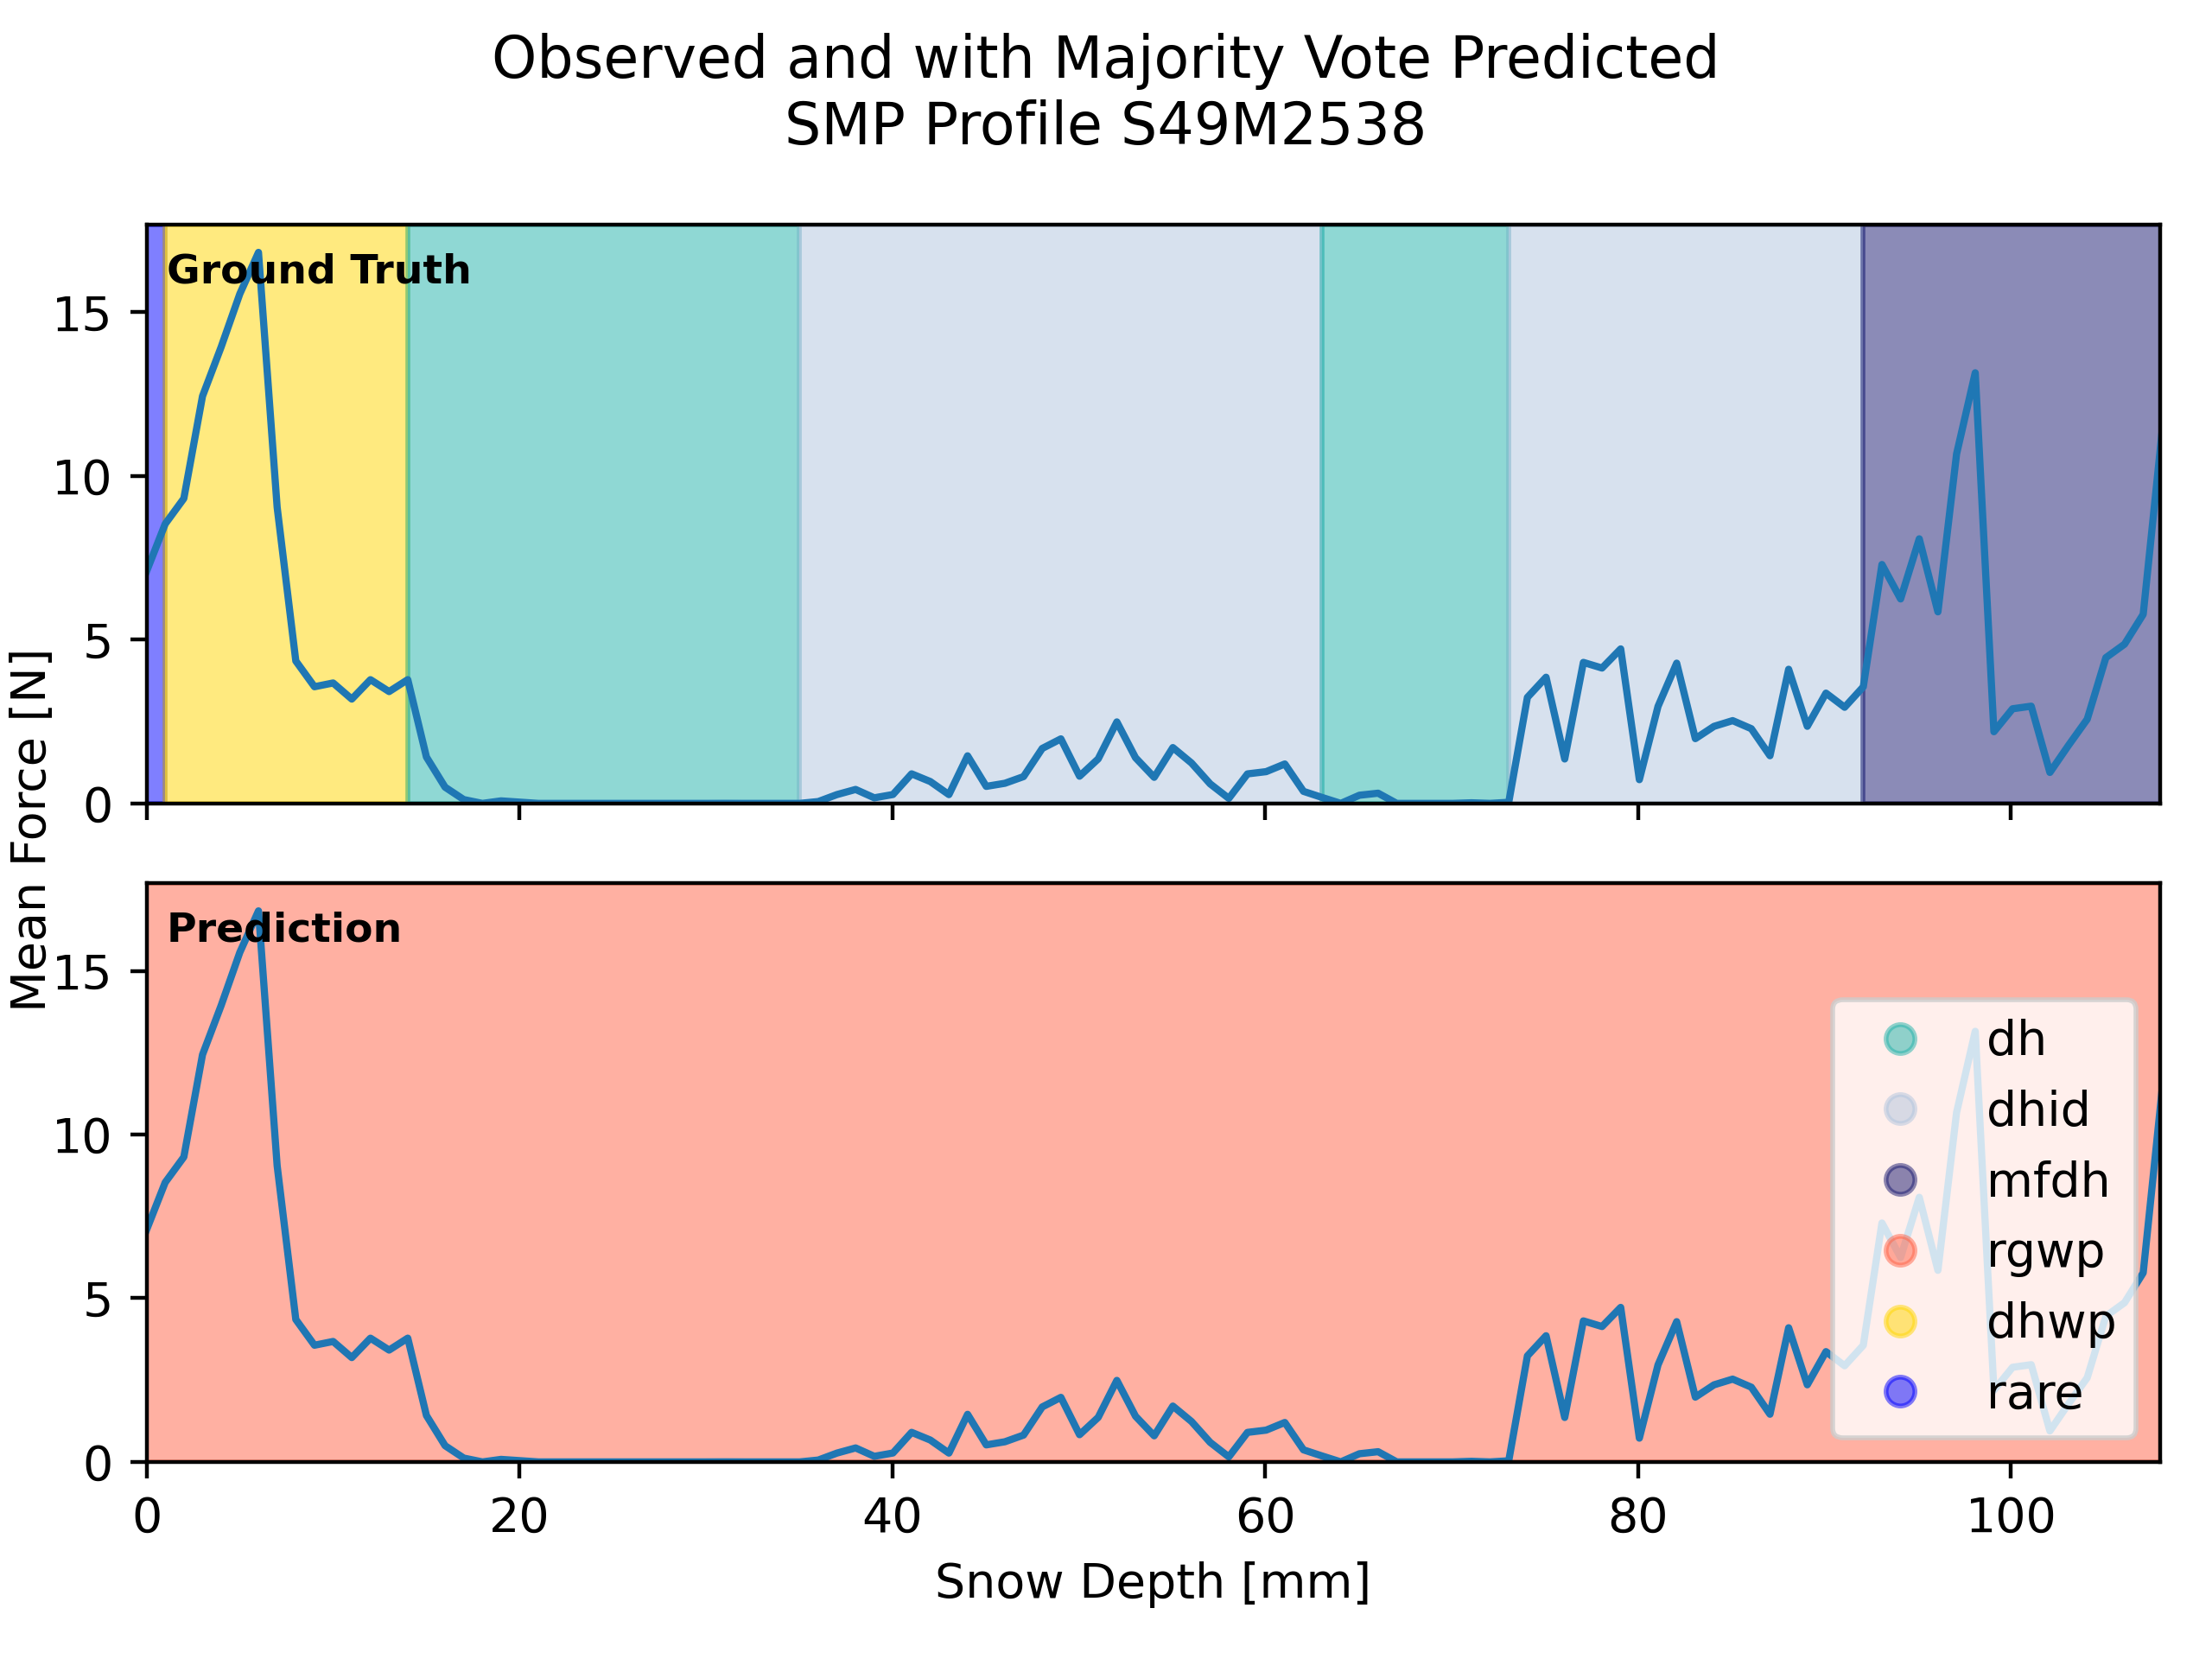 Observed and with Majority Vote Predicted
SMP Profile S49M2538
Ground Truth
15
10
5
0
Mean Force [N]
Prediction
15
10
5
0
dh
dhid
mfdh
rgwp
dhwp
rare
0 20 40 60 80 100
Snow Depth [mm]